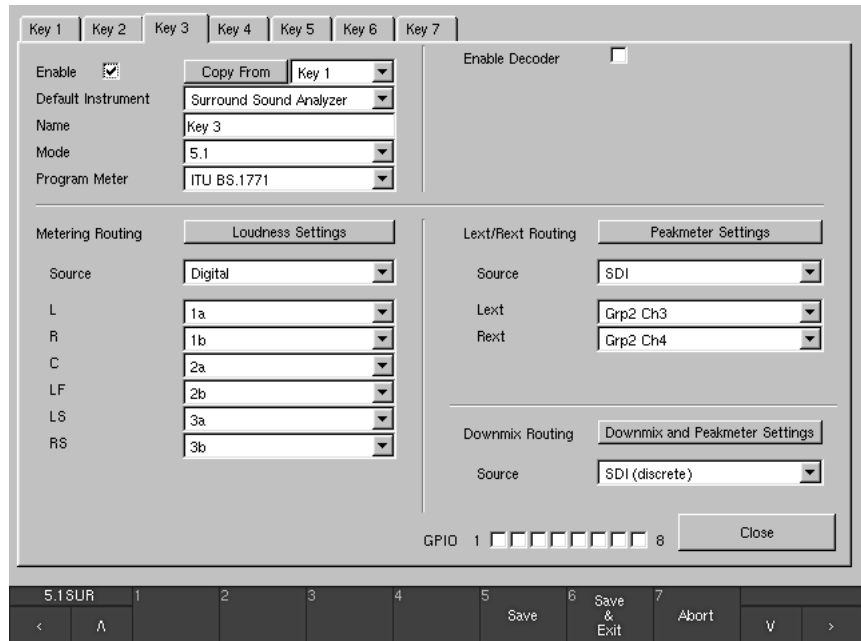 Key 1 Key 2 Key 3 Key 4 Key 5 Key 6 Key 7
Enable Copy From Key 1
Default Instrument Surround Sound Analyzer
Name Key 3
Mode 5.1
Program Meter ITU BS.1771
Enable Decoder
Metering Routing Loudness Settings
Source Digital
L 1a
R 1b
C 2a
LF 2b
LS 3a
RS 3b
Lext/Rext Routing Peakmeter Settings
Source SDI
Lext Grp2 Ch3
Rext Grp2 Ch4
Downmix Routing Downmix and Peakmeter Settings
Source SDI (discrete)
GPIO 1 8 Close
5.1SUR 1 2 3 4 5 6 7
Save
Save
&
Exit
Abort
< Λ V >